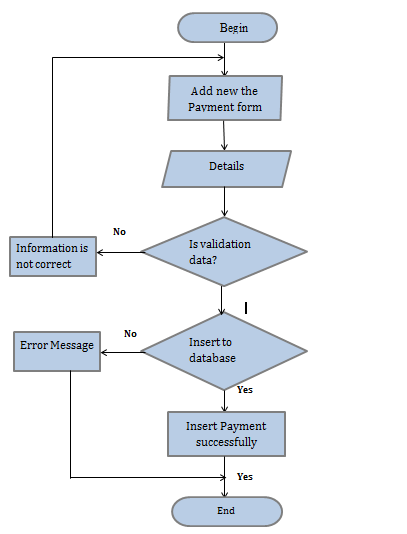 Begin
Add new the
Payment form
Details
Is validation
data?
No
Information is
not correct
Insert to
database
No
Error Message
Yes
Insert Payment
successfully
Yes
End